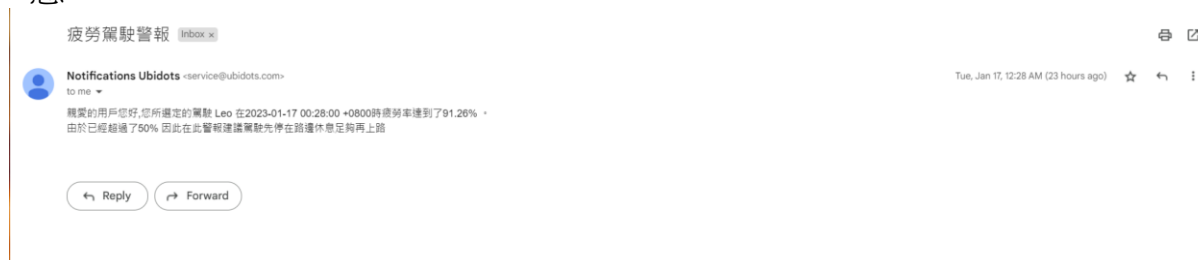 疲勞駕駛警報 Inbox x
Notifications Ubidots <service@ubidots.com> Tue, Jan 17, 12:28 AM (23 hours ago)
to me
親愛的用戶您好,您所選定的駕駛 Leo 在2023-01-17 00:28:00 +0800時疲勞率達到了91.26% 。
由於已經超過了50% 因此在此警報建議駕駛先停在路邊休息足夠再上路
Reply Forward